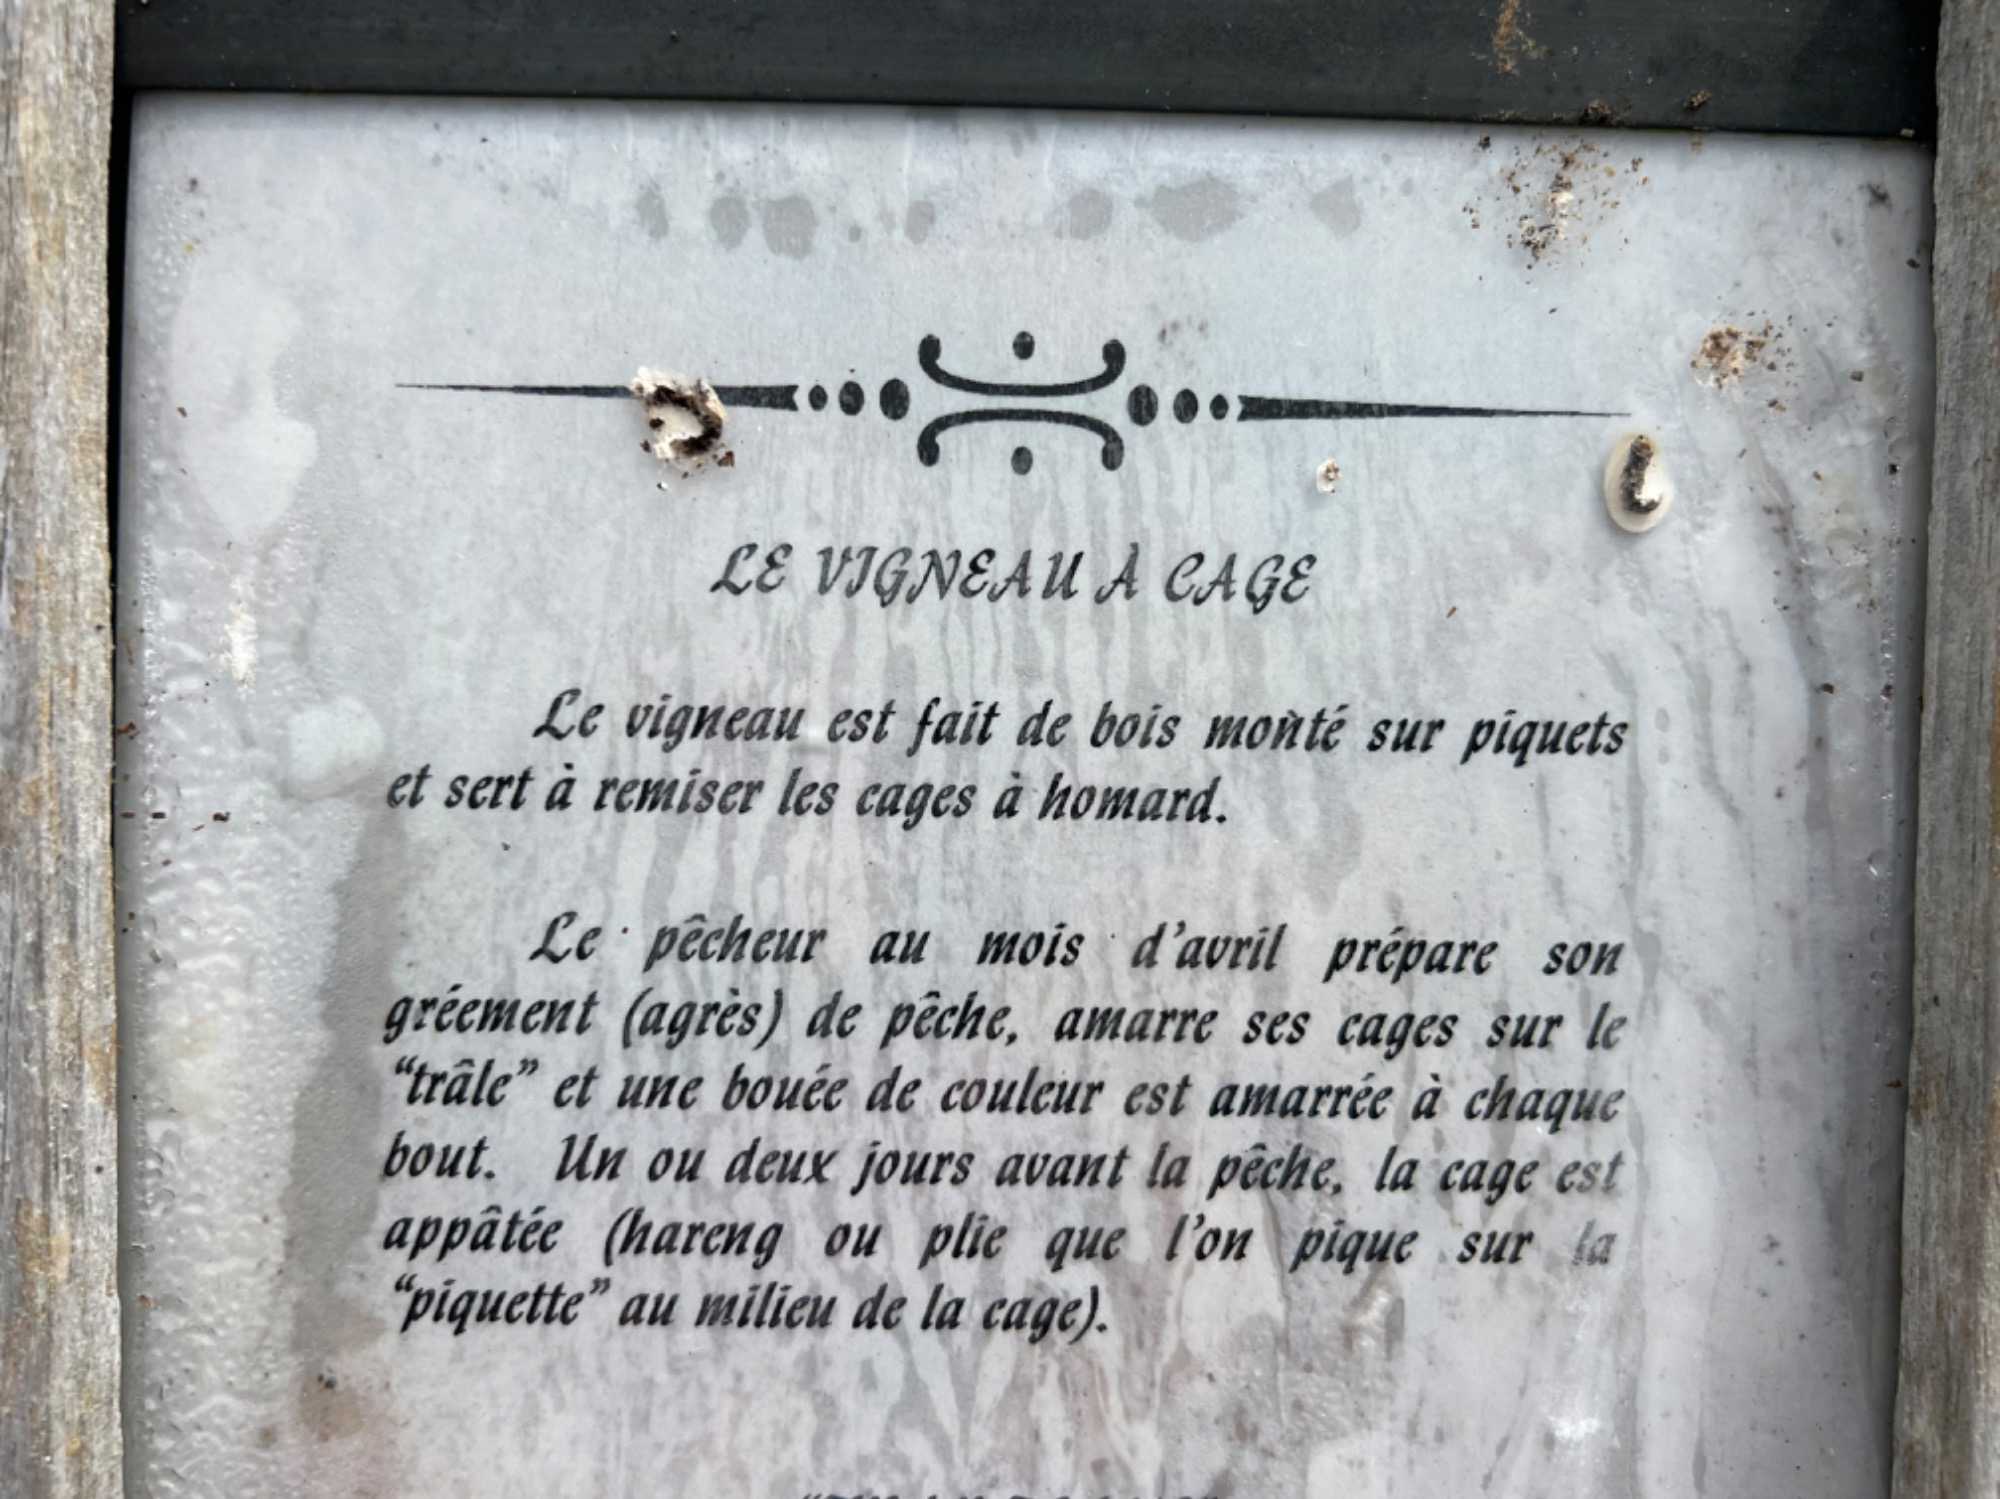 LE VIGNEAU À CAGE
Le vigneau est fait de bois monté sur piquets
et sert à remiser les cages à homard.
Le pêcheur au mois d'avril prépare son
gréement (agrès) de pêche, amarre ses cages sur le
“trâle” et une bouée de couleur est amarrée à chaque
bout. Un ou deux jours avant la pêche, la cage est
appâtée (hareng ou plie que l'on pique sur la
“piquette” au milieu de la cage).